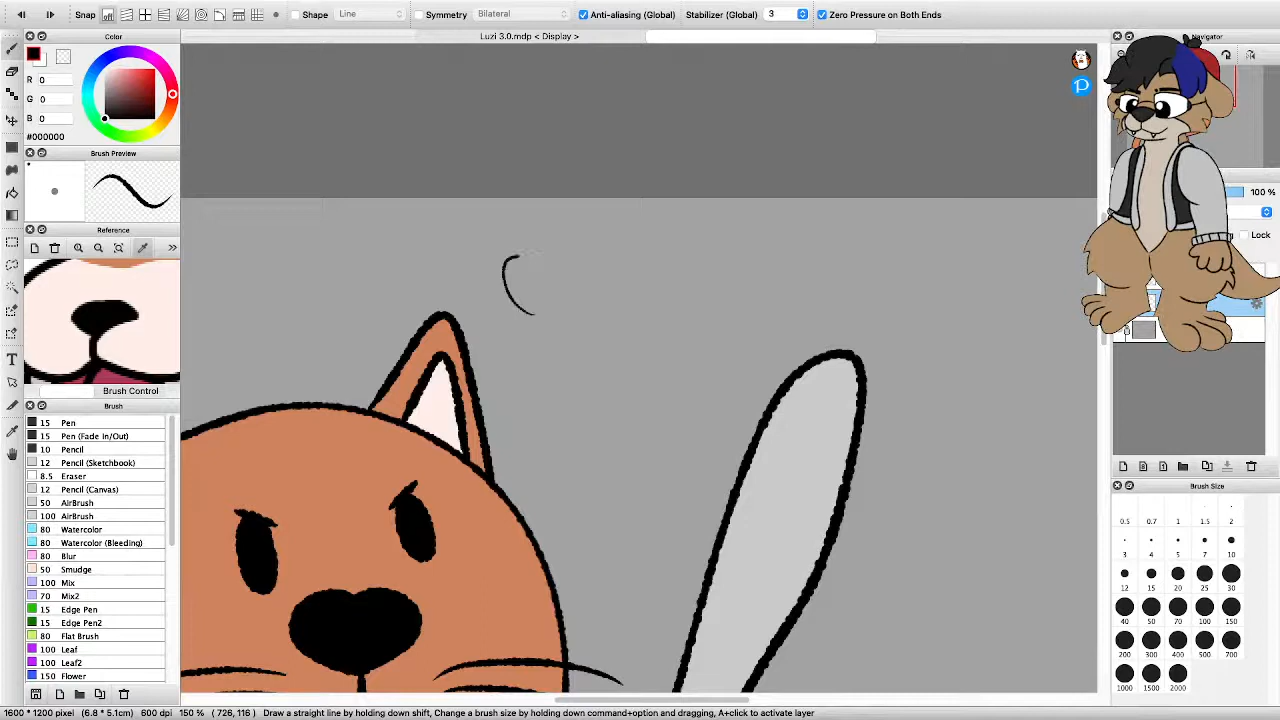 Snap Shape Line Symmetry Bilateral Anti-aliasing (Global) Stabilizer (Global) 3 Zero Pressure on Both Ends
Color
Luzi 3.0.mdp < Display >
Navigator
R 0
G 0
B 0
#000000
Brush Preview
100 %
Reference
Lock
Brush Control
Brush
15 Pen
15 Pen (Fade In/Out)
10 Pencil
12 Pencil (Sketchbook)
8.5 Eraser
12 Pencil (Canvas)
50 AirBrush
100 AirBrush
80 Watercolor
80 Watercolor (Bleeding)
80 Blur
50 Smudge
100 Mix
70 Mix2
15 Edge Pen
15 Edge Pen2
80 Flat Brush
100 Leaf
100 Leaf2
150 Flower
Brush Size
0.5 0.7 1 1.5 2
3 4 5 7 10
12 15 20 25 30
40 50 70 100 150
200 300 400 500 700
1000 1500 2000
1600 * 1200 pixel (6.8 * 5.1cm) 600 dpi 150 % ( 726, 116 ) Draw a straight line by holding down shift, Change a brush size by holding down command+option and dragging, A+click to activate layer